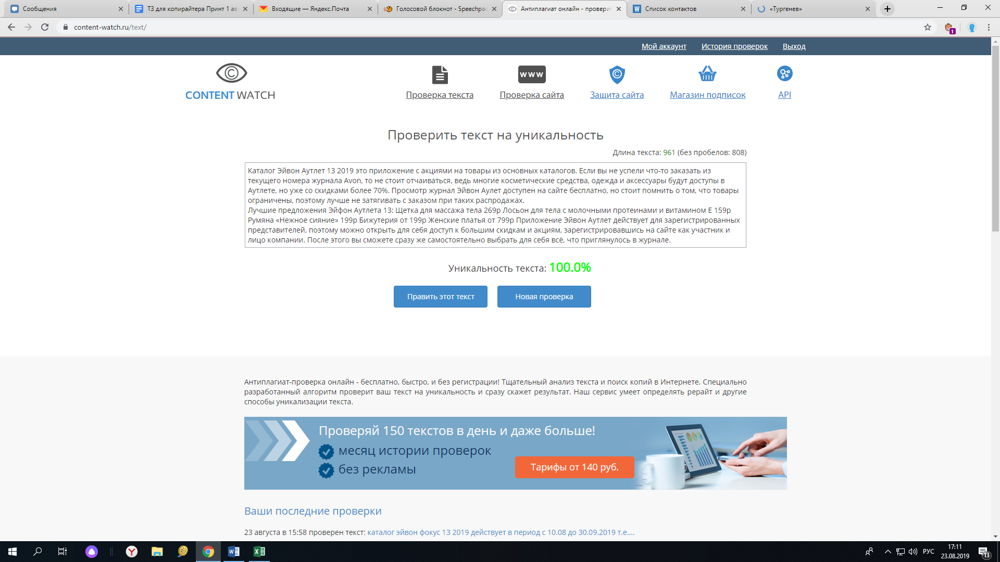 Сообщения
ТЗ для копирайтера Принт 1 ав
Входящие — Яндекс.Почта
Голосовой блокнот - Speechpad
Антиплагиат онлайн - проверит
Список контактов
«Тургенев»
content-watch.ru/text/
1
Мой аккаунт
История проверок
Выход
CONTENT WATCH
www
Проверка текста
Проверка сайта
Защита сайта
Магазин подписок
API
Проверить текст на уникальность
Длина текста: 961 (без пробелов: 808)
Каталог Эйвон Аутлет 13 2019 это приложение с акциями на товары из основных каталогов. Если вы не успели что-то заказать из
текущего номера журнала Avon, то не стоит отчаиваться, ведь многие косметические средства, одежда и аксессуары будут доступы в
Аутлете, но уже со скидками более 70%. Просмотр журнал Эйвон Аулет доступен на сайте бесплатно, но стоит помнить о том, что товары
ограничены, поэтому лучше не затягивать с заказом при таких распродажах.
Лучшие предложения Эйфон Аутлета 13: Щетка для массажа тела 269р Лосьон для тела с молочными протеинами и витамином Е 159р
Румяна «Нежное сияние» 199р Бижутерия от 199р Женские платья от 799р Приложение Эйвон Аутлет действует для зарегистрированных
представителей, поэтому можно открыть для себя доступ к большим скидкам и акциям, зарегистрировавшись на сайте как участник и
лицо компании. После этого вы сможете сразу же самостоятельно выбрать для себя всё, что приглянулось в журнале.
Уникальность текста: 100.0%
Править этот текст
Новая проверка
Антиплагиат-проверка онлайн - бесплатно, быстро, и без регистрации! Тщательный анализ текста и поиск копий в Интернете. Специально
разработанный алгоритм проверит ваш текст на уникальность и сразу скажет результат. Наш сервис умеет определять рерайт и другие
способы уникализации текста.
Проверяй 150 текстов в день и даже больше!
месяц истории проверок
без рекламы
Тарифы от 140 руб.
Ваши последние проверки
23 августа в 15:58 проверен текст: каталог эйвон фокус 13 2019 действует в период с 10.08 до 30.09.2019 т.е....
РУС
17:11
23.08.2019
13